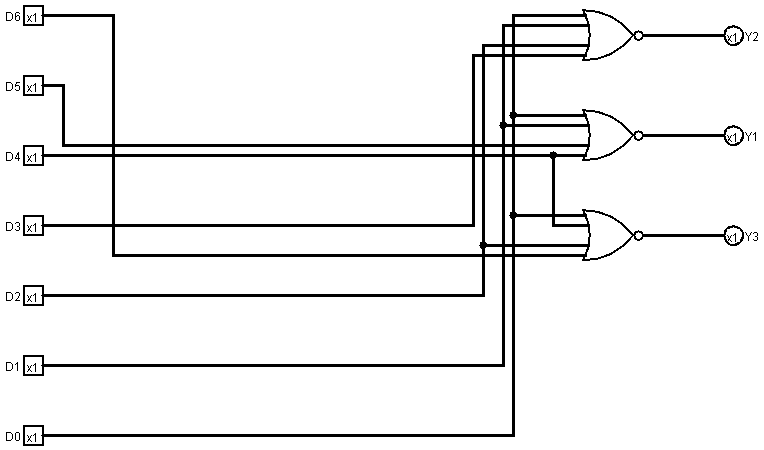 D6 x1
x1 Y2
D5 x1
x1 Y1
D4 x1
D3 x1
x1 Y3
D2 x1
D1 x1
D0 x1